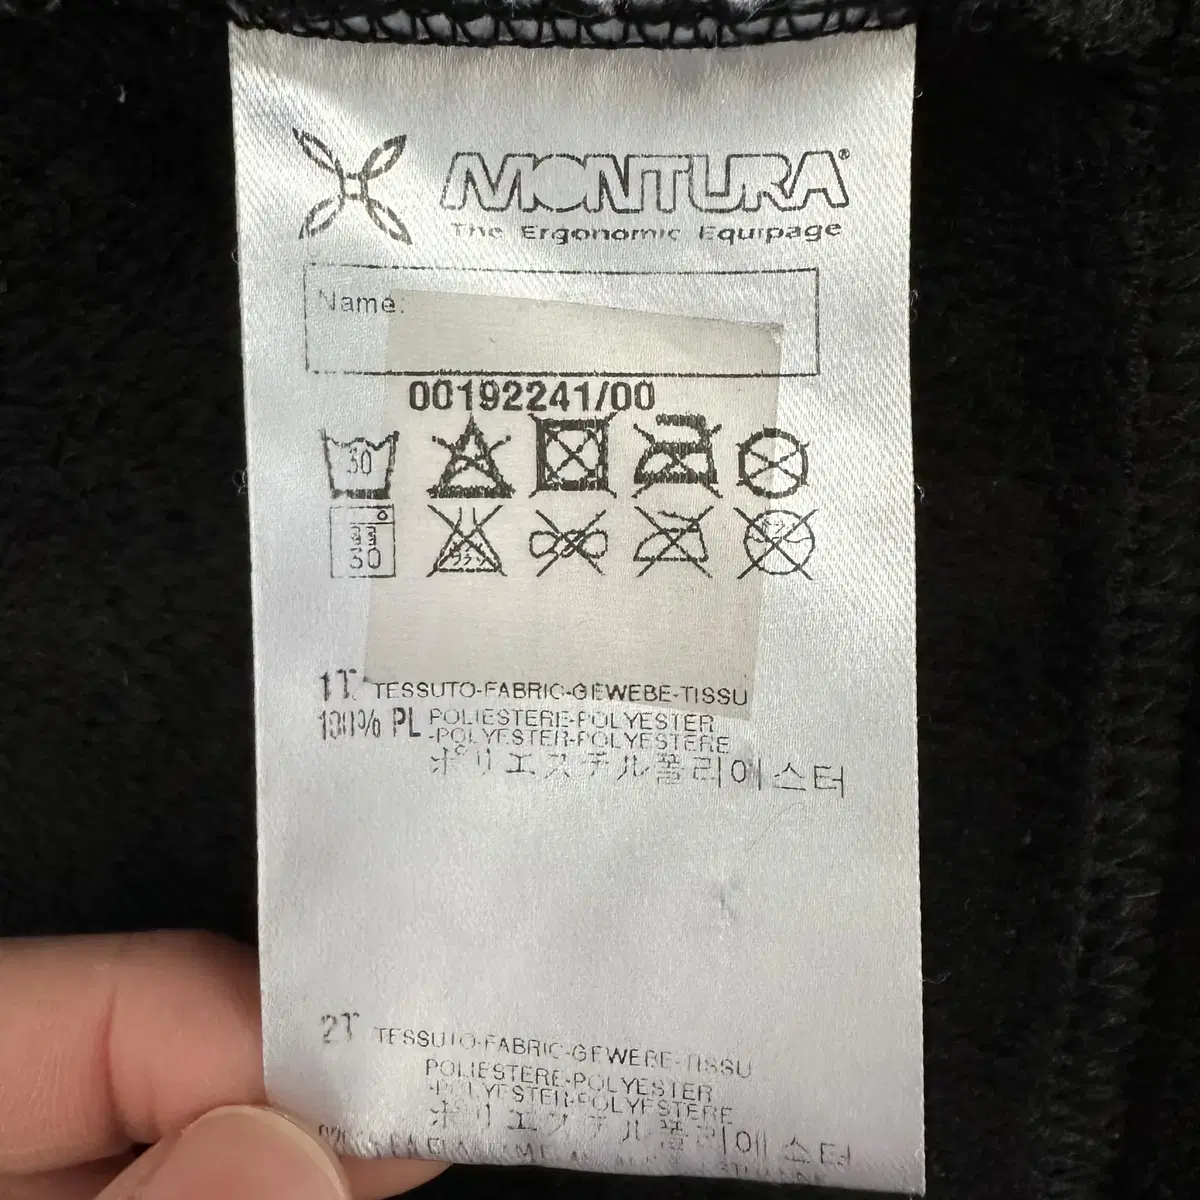 MONTURA®
The Ergonomic Equipage
Name:
00192241/00
30
30
1T. TESSUTO-FABRIC-GEWEBE-TISSU
100% PL POLIESTERE-POLYESTER
-POLYESTER-POLYESTERE
ポリエステル폴리에스터
2T TESSUTO-FABRIC-GEWEBE-TISSU
POLIESTERE-POLYESTER
-POLYESTER-POLYESTERE
ポリエステル폴리에스터